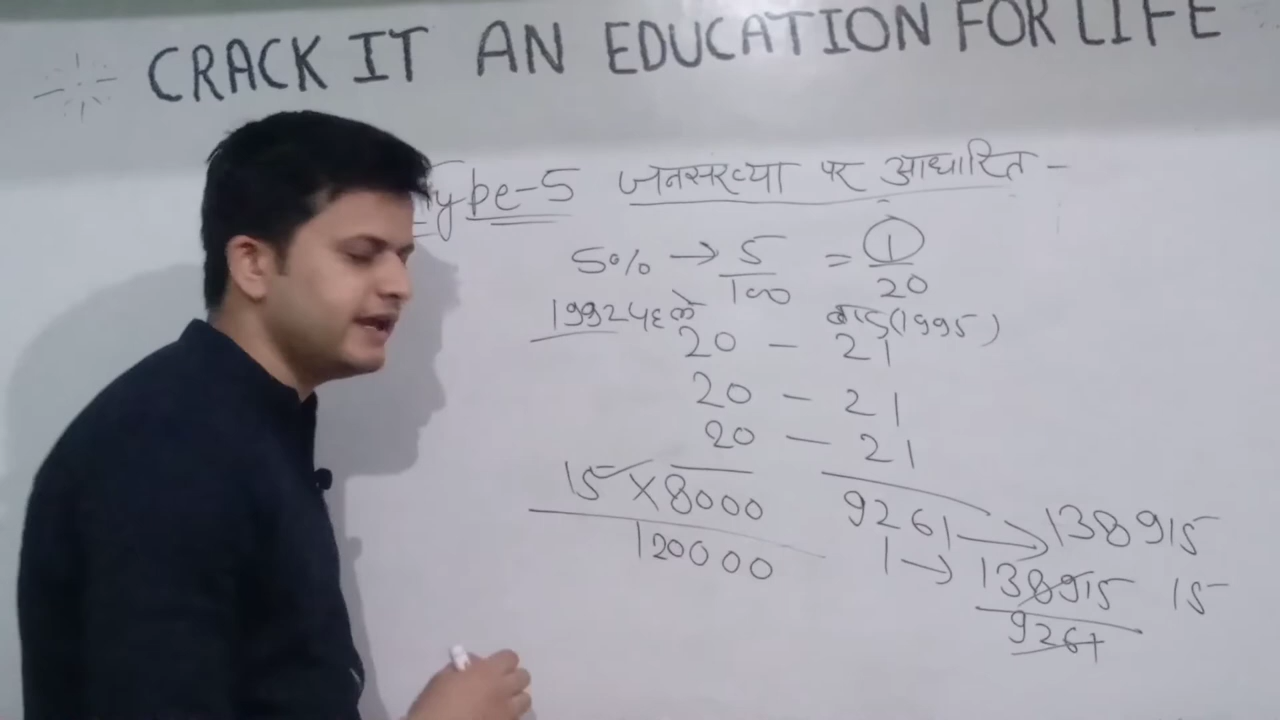 CRACK IT AN EDUCATION FOR LIFE
Type-5 जनसख्या पर आधारित -
5% → 5/100 = 1/20
1992 पहले बाद (1995)
20 - 21
20 - 21
20 - 21
15 × 8000 9261 → 138915
120000 1 → 138915 15
9261